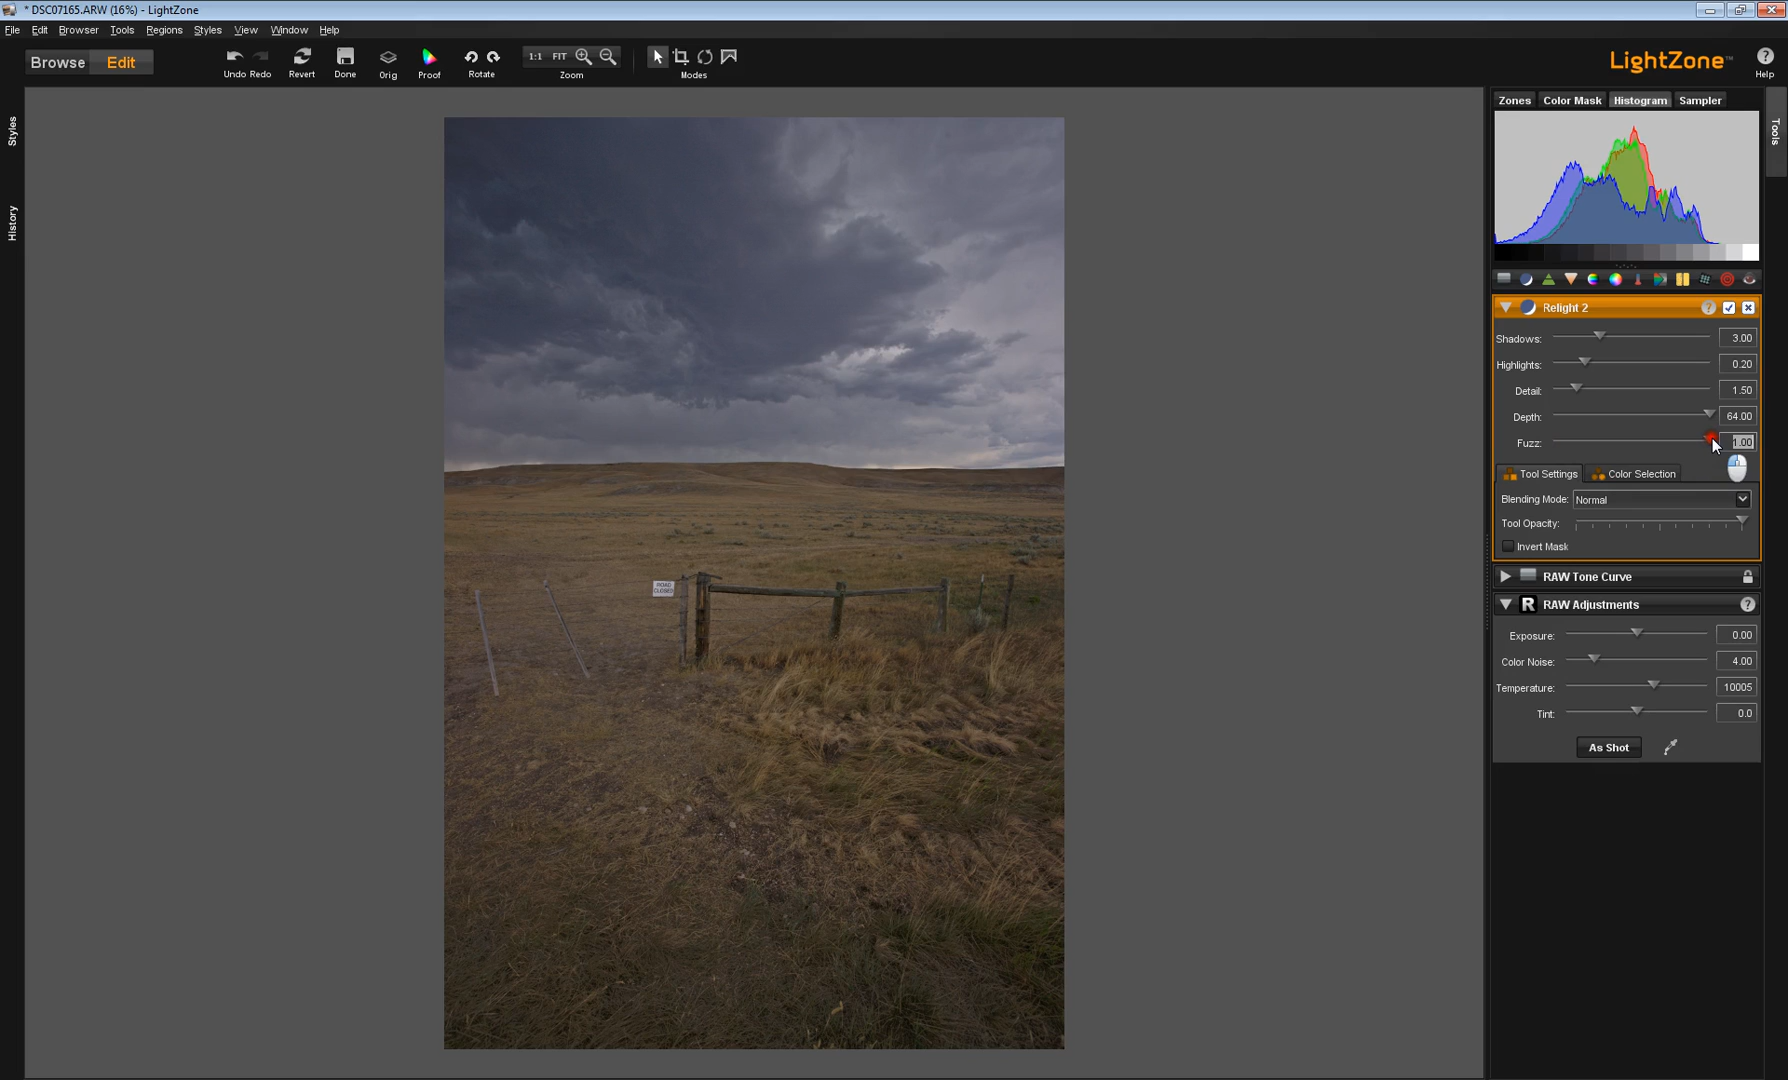 * DSC07165.ARW (16%) - LightZone
File Edit Browser Tools Regions Styles View Window Help
Browse Edit
Undo Redo Revert Done Orig Proof Rotate
1:1 FIT
Zoom Modes
LightZone™
? Help
Styles
History
Tools
Zones Color Mask Histogram Sampler
Relight 2 ?
Shadows: 3.00
Highlights: 0.20
Detail: 1.50
Depth: 64.00
Fuzz: 1.00
Tool Settings Color Selection
Blending Mode: Normal
Tool Opacity:
Invert Mask
RAW Tone Curve
R RAW Adjustments ?
Exposure: 0.00
Color Noise: 4.00
Temperature: 10005
Tint: 0.0
As Shot
ROAD
CLOSED